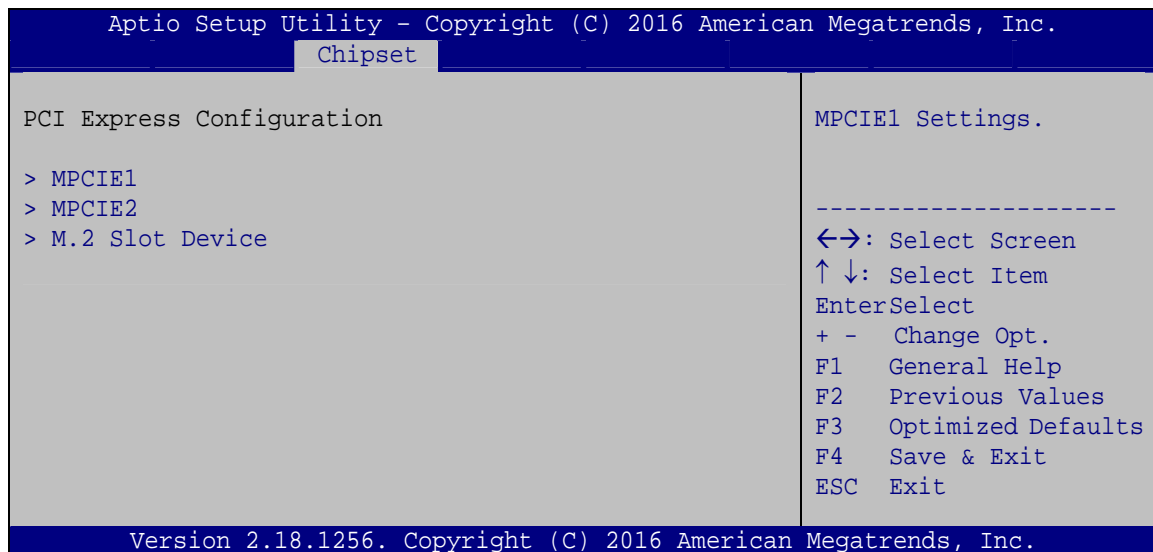 Aptio Setup Utility – Copyright (C) 2016 American Megatrends, Inc.
Chipset
PCI Express Configuration
> MPCIE1
> MPCIE2
> M.2 Slot Device
MPCIE1 Settings.
---------------------
←→: Select Screen
↑ ↓: Select Item
EnterSelect
+ - Change Opt.
F1 General Help
F2 Previous Values
F3 Optimized Defaults
F4 Save & Exit
ESC Exit
Version 2.18.1256. Copyright (C) 2016 American Megatrends, Inc.